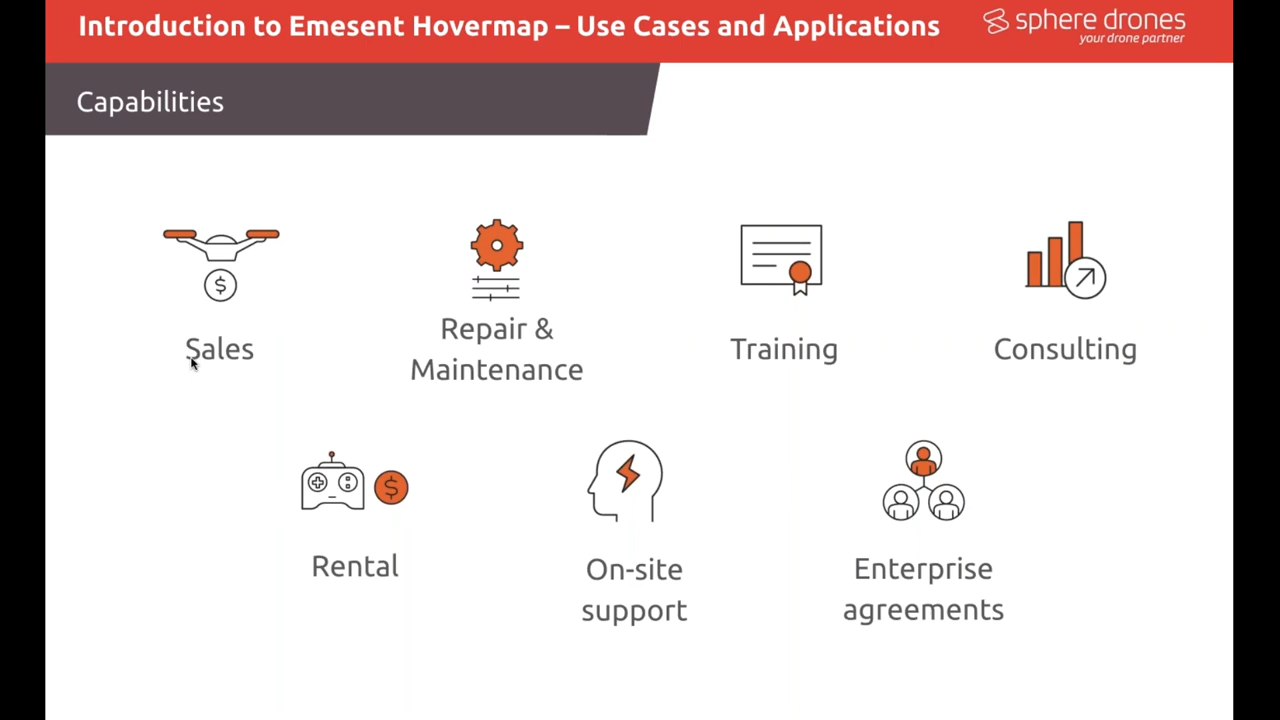 Introduction to Emesent Hovermap – Use Cases and Applications
sphere drones
your drone partner
Capabilities
$
Sales
Repair &
Maintenance
Training
Consulting
$
Rental
On-site
support
Enterprise
agreements